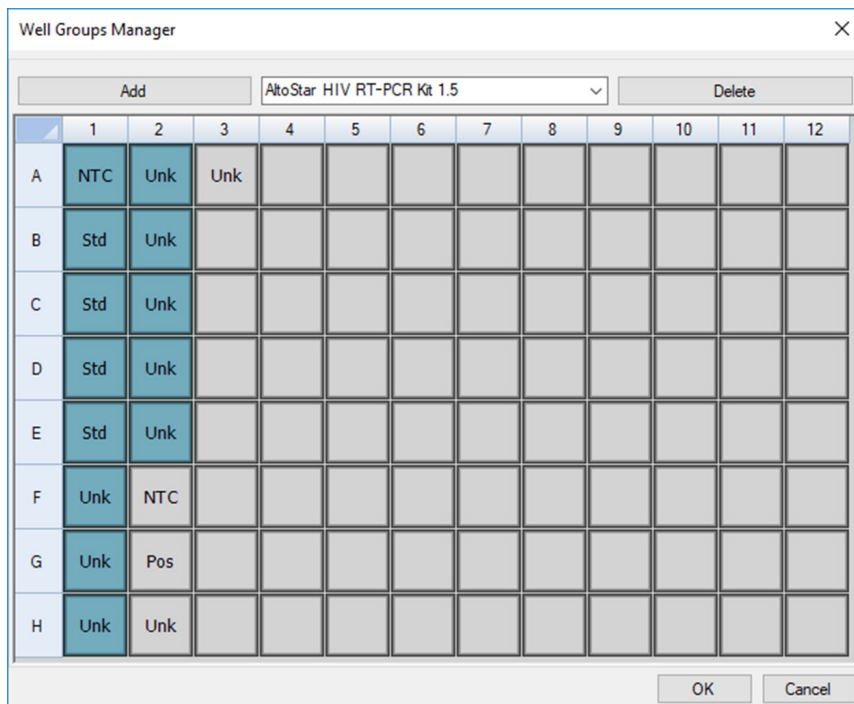 Well Groups Manager
Add AltoStar HIV RT-PCR Kit 1.5 Delete
1 2 3 4 5 6 7 8 9 10 11 12
A NTC Unk Unk
B Std Unk
C Std Unk
D Std Unk
E Std Unk
F Unk NTC
G Unk Pos
H Unk Unk
OK Cancel